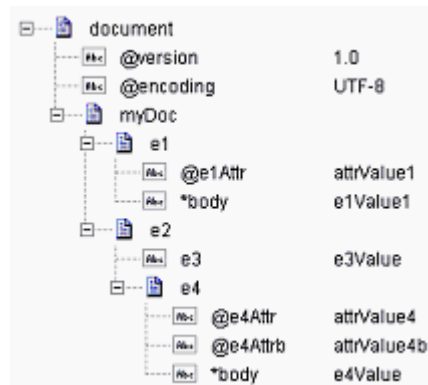 document
@version 1.0
@encoding UTF-8
myDoc
e1
@e1Attr attrValue1
*body e1Value1
e2
e3 e3Value
e4
@e4Attr attrValue4
@e4Attrb attrValue4b
*body e4Value